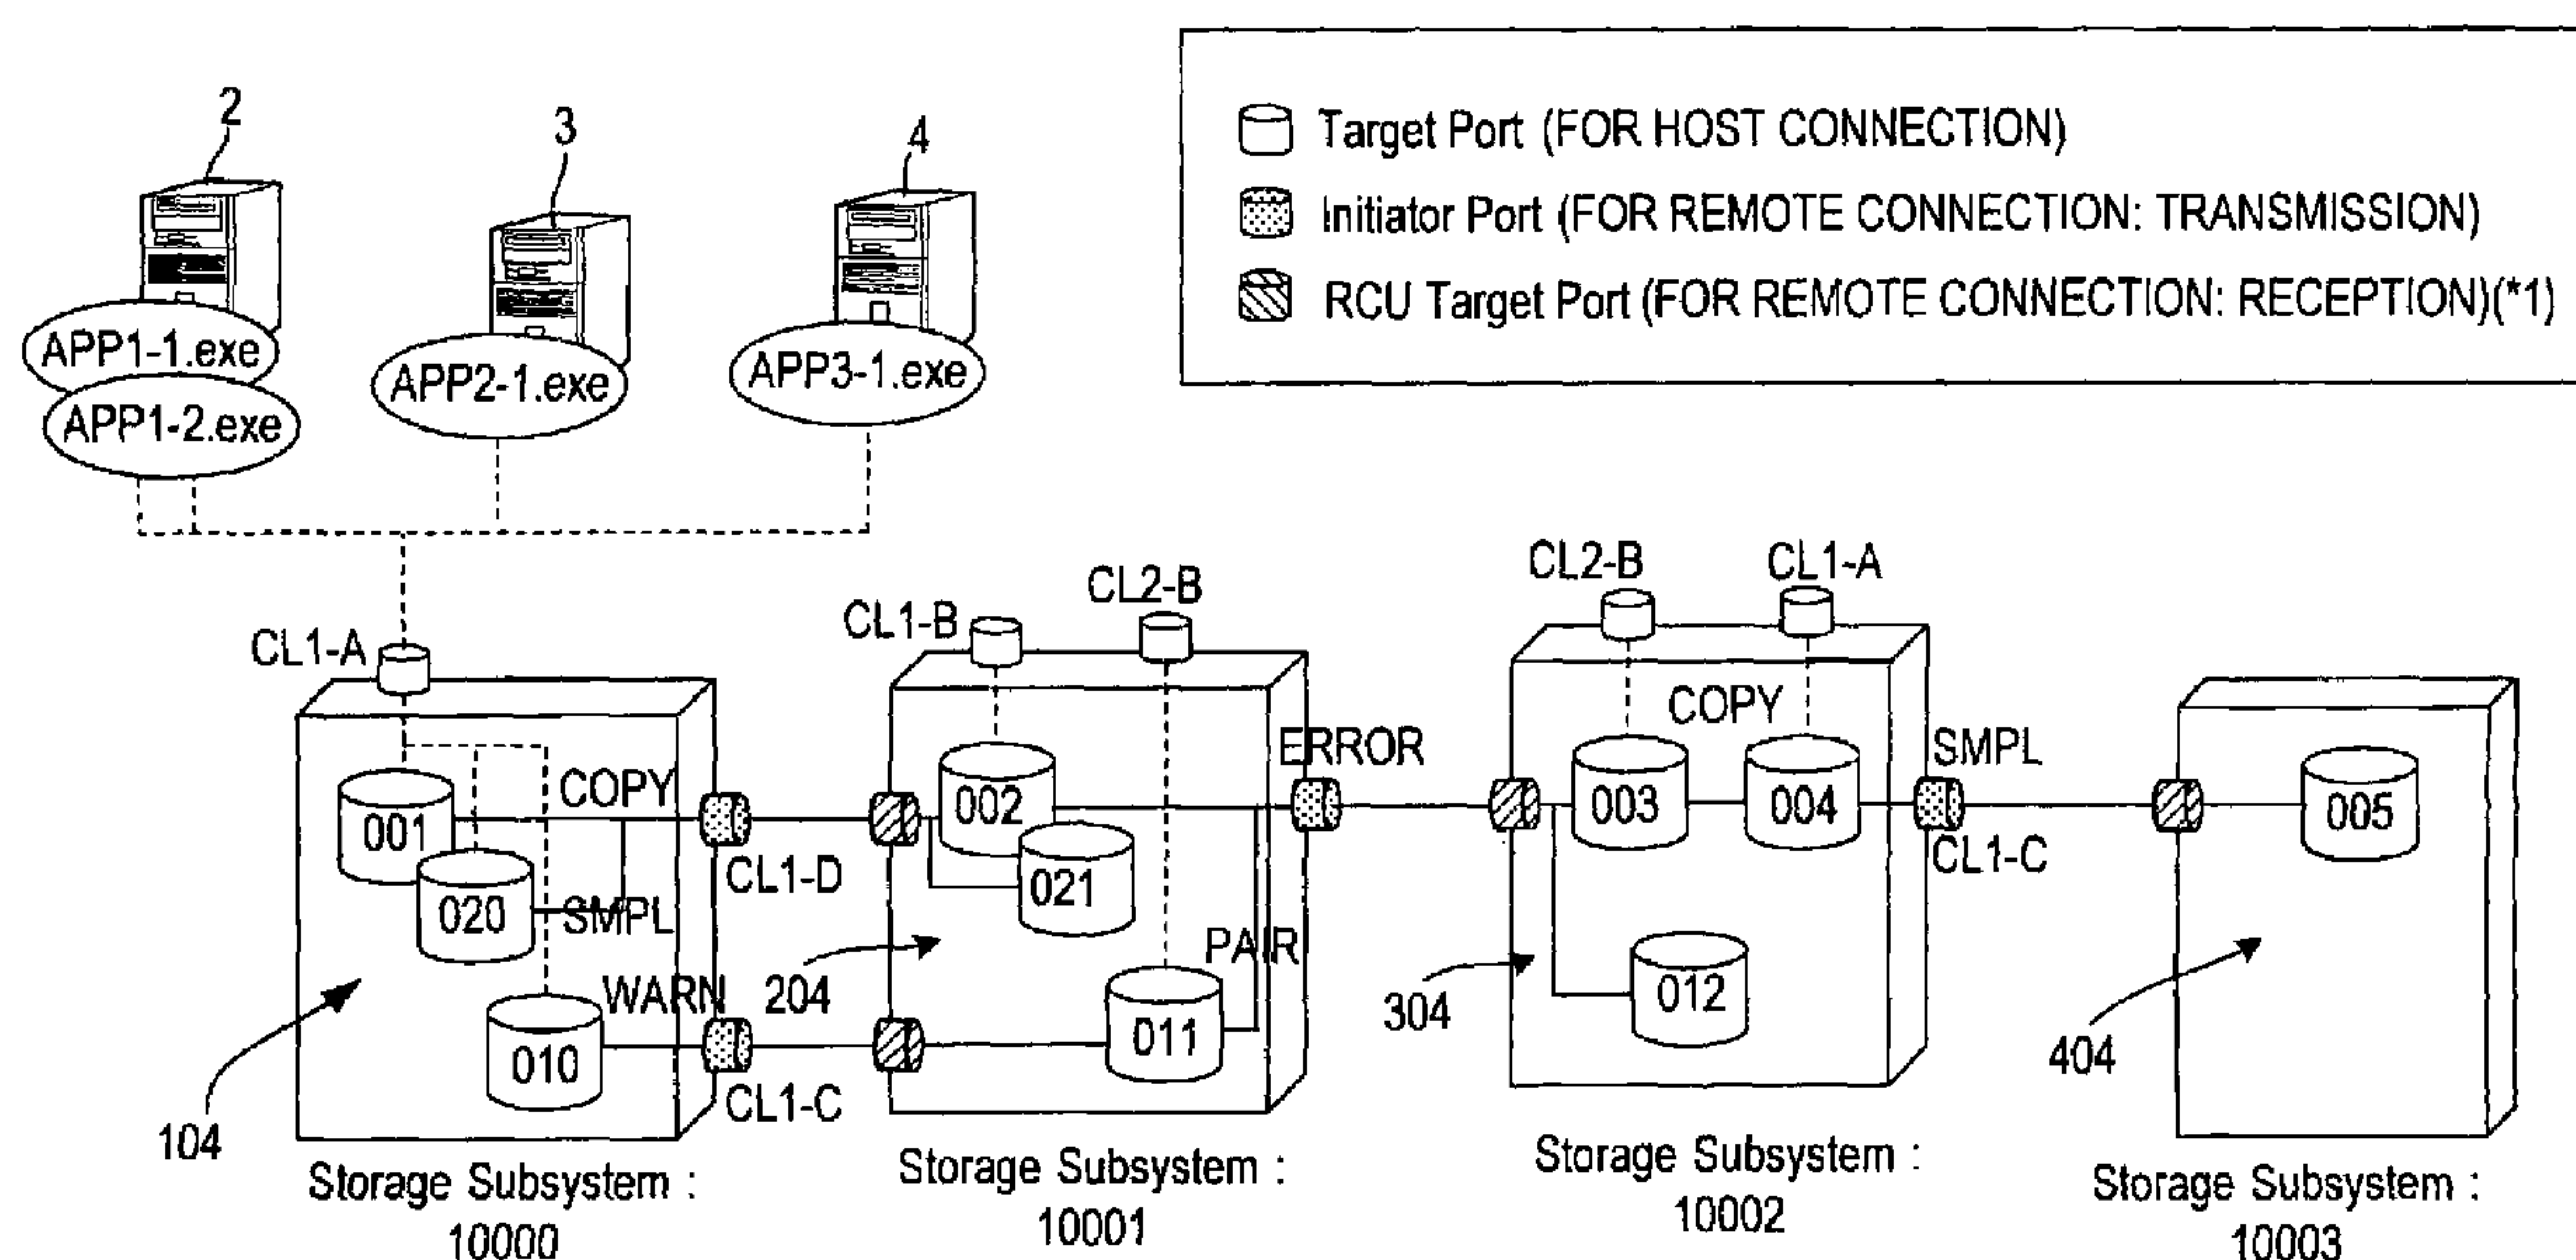 2
3
4
APP1-1.exe
APP1-2.exe
APP2-1.exe
APP3-1.exe
Target Port (FOR HOST CONNECTION)
Initiator Port (FOR REMOTE CONNECTION: TRANSMISSION)
RCU Target Port (FOR REMOTE CONNECTION: RECEPTION)(*1)
CL1-A
001
020
010
COPY
SMPL
WARN
CL1-D
CL1-C
104
Storage Subsystem :
10000
CL1-B
CL2-B
002
021
011
ERROR
PAIR
204
Storage Subsystem :
10001
CL2-B
CL1-A
COPY
003
004
012
SMPL
CL1-C
304
Storage Subsystem :
10002
005
404
Storage Subsystem :
10003